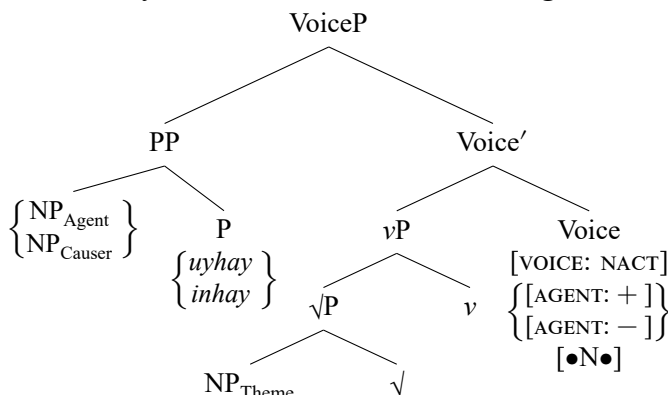 VoiceP
PP Voice′
{NP_Agent NP_Causer} P vP Voice
{uyhay inhay} [VOICE: NACT]
√P v {[AGENT: + ] [AGENT: − ]}
[●N●]
NP_Theme √